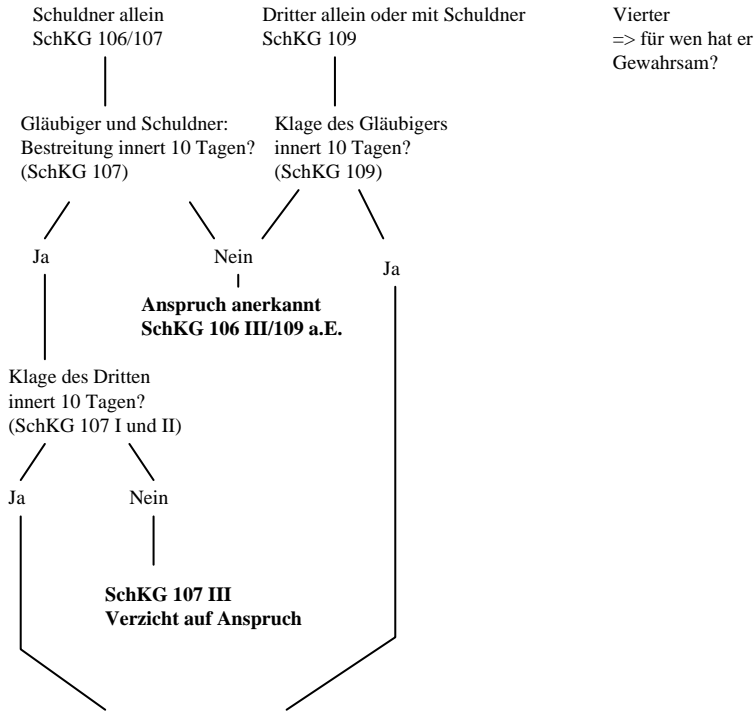 Schuldner allein
SchKG 106/107
Dritter allein oder mit Schuldner
SchKG 109
Vierter
=> für wen hat er
Gewahrsam?
Gläubiger und Schuldner:
Bestreitung innert 10 Tagen?
(SchKG 107)
Klage des Gläubigers
innert 10 Tagen?
(SchKG 109)
Ja
Nein
Ja
Anspruch anerkannt
SchKG 106 III/109 a.E.
Klage des Dritten
innert 10 Tagen?
(SchKG 107 I und II)
Ja
Nein
SchKG 107 III
Verzicht auf Anspruch